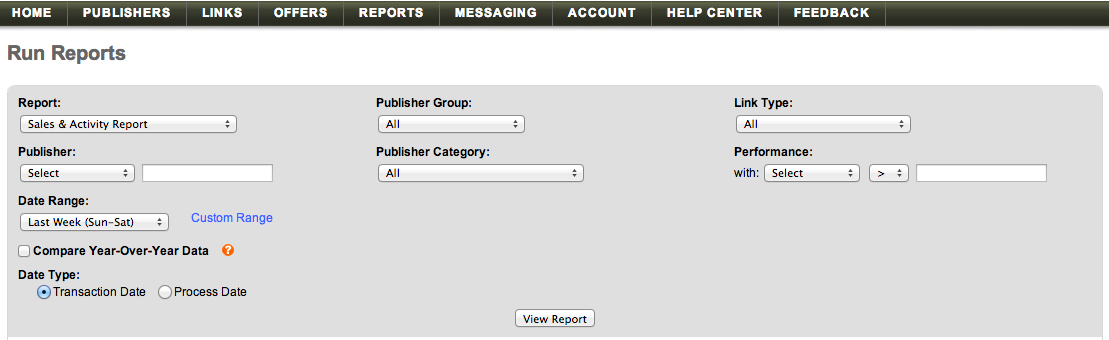 HOME PUBLISHERS LINKS OFFERS REPORTS MESSAGING ACCOUNT HELP CENTER FEEDBACK
Run Reports
Report: Publisher Group: Link Type:
Sales & Activity Report All All
Publisher: Publisher Category: Performance:
Select All with: Select >
Date Range:
Last Week (Sun-Sat) Custom Range
Compare Year-Over-Year Data ?
Date Type:
Transaction Date Process Date
View Report